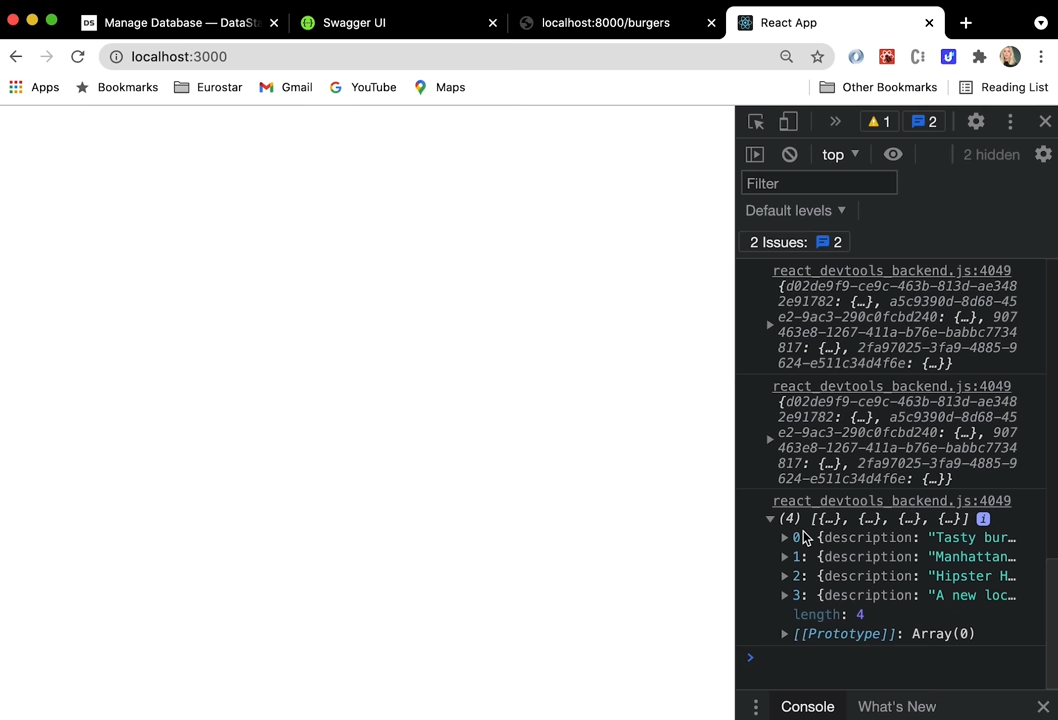 DS Manage Database — DataSta
Swagger UI
localhost:8000/burgers
React App
localhost:3000
Apps
Bookmarks
Eurostar
Gmail
YouTube
Maps
Other Bookmarks
Reading List
1
2
top
2 hidden
Filter
Default levels
2 Issues: 2
react_devtools_backend.js:4049
{d02de9f9-ce9c-463b-813d-ae348
2e91782: {…}, a5c9390d-8d68-45
e2-9ac3-290c0fcbd240: {…}, 907
463e8-1267-411a-b76e-babbc7734
817: {…}, 2fa97025-3fa9-4885-9
624-e511c34d4f6e: {…}}
react_devtools_backend.js:4049
{d02de9f9-ce9c-463b-813d-ae348
2e91782: {…}, a5c9390d-8d68-45
e2-9ac3-290c0fcbd240: {…}, 907
463e8-1267-411a-b76e-babbc7734
817: {…}, 2fa97025-3fa9-4885-9
624-e511c34d4f6e: {…}}
react_devtools_backend.js:4049
(4) [{…}, {…}, {…}, {…}] i
0: {description: "Tasty bur…
1: {description: "Manhattan…
2: {description: "Hipster H…
3: {description: "A new loc…
length: 4
[[Prototype]]: Array(0)
Console
What's New